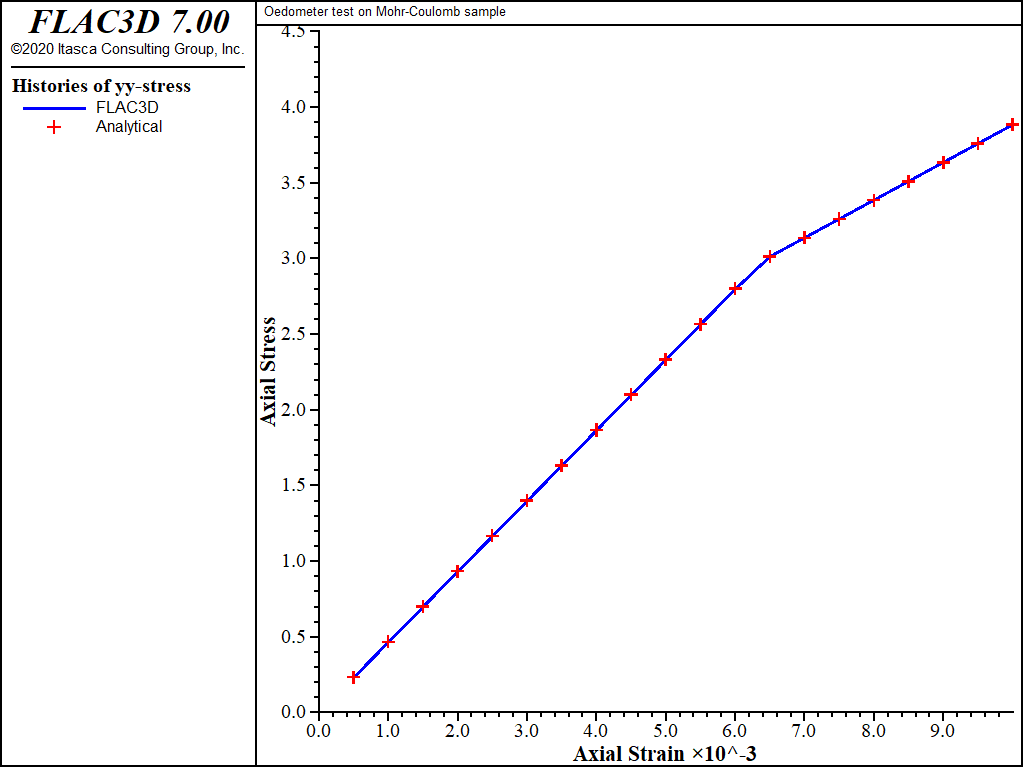 FLAC3D 7.00
©2020 Itasca Consulting Group, Inc.
Histories of yy-stress
FLAC3D
Analytical
Oedometer test on Mohr-Coulomb sample
4.5
4.0
3.5
3.0
2.5
2.0
1.5
1.0
0.5
0.0
Axial Stress
0.0 1.0 2.0 3.0 4.0 5.0 6.0 7.0 8.0 9.0
Axial Strain ×10^-3